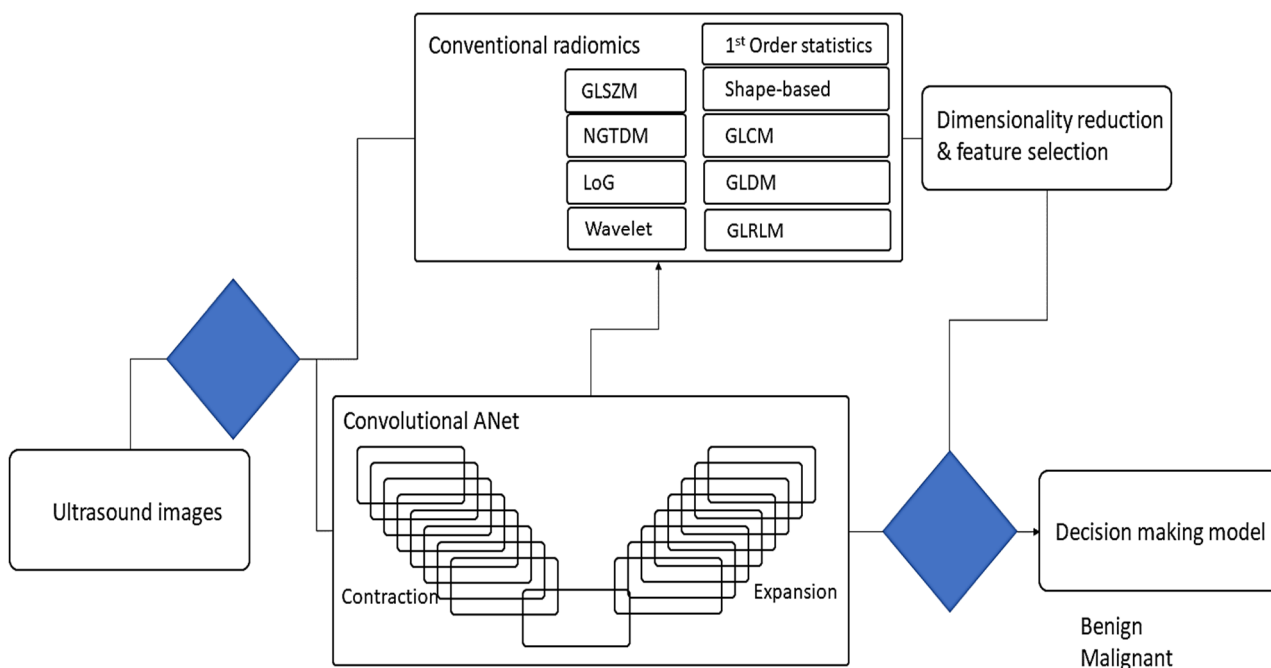 Conventional radiomics
1st Order statistics
GLSZM
Shape-based
NGTDM
GLCM
LoG
GLDM
Wavelet
GLRLM
Dimensionality reduction
& feature selection
Ultrasound images
Convolutional ANet
Contraction
Expansion
Decision making model
Benign
Malignant